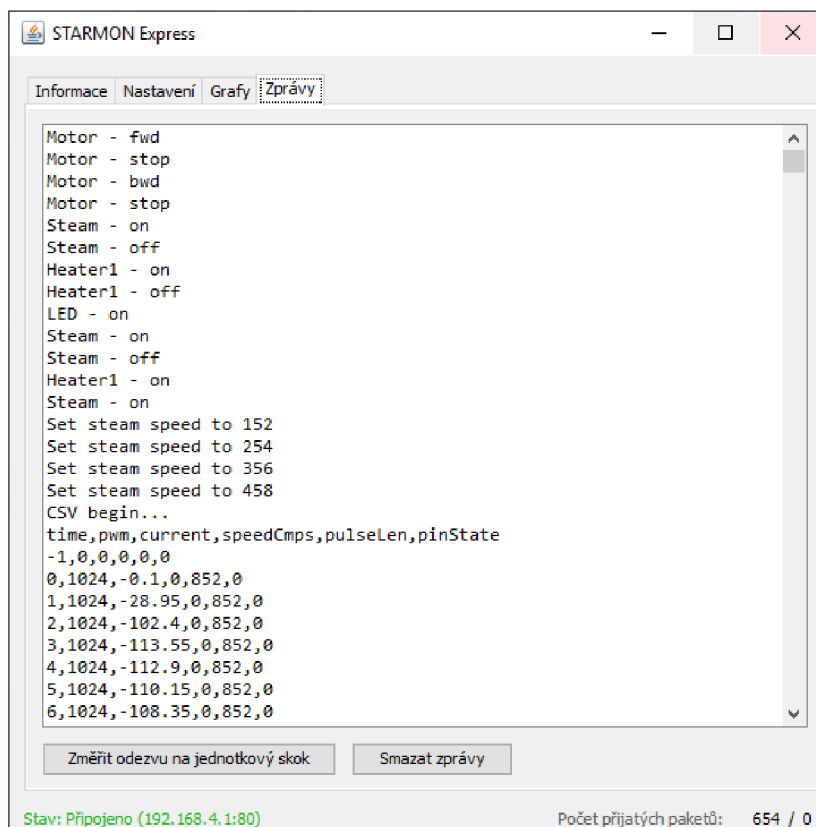 STARMON Express
Informace Nastavení Grafy Zprávy
Motor - fwd
Motor - stop
Motor - bwd
Motor - stop
Steam - on
Steam - off
Heater1 - on
Heater1 - off
LED - on
Steam - on
Steam - off
Heater1 - on
Steam - on
Set steam speed to 152
Set steam speed to 254
Set steam speed to 356
Set steam speed to 458
CSV begin...
time,pwm,current,speedCmps,pulseLen,pinState
-1,0,0,0,0,0
0,1024,-0.1,0,852,0
1,1024,-28.95,0,852,0
2,1024,-102.4,0,852,0
3,1024,-113.55,0,852,0
4,1024,-112.9,0,852,0
5,1024,-110.15,0,852,0
6,1024,-108.35,0,852,0
Změřit odezvu na jednotkový skok Smazat zprávy
Stav: Připojeno (192.168.4.1:80) Počet přijatých paketů: 654 / 0